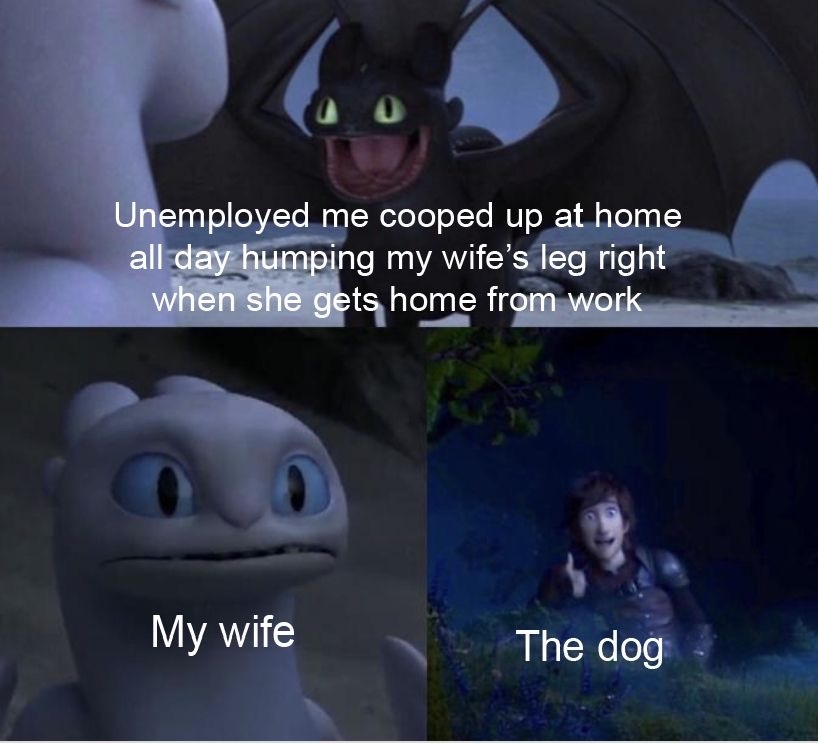 Unemployed me cooped up at home
all day humping my wife’s leg right
when she gets home from work
My wife
The dog